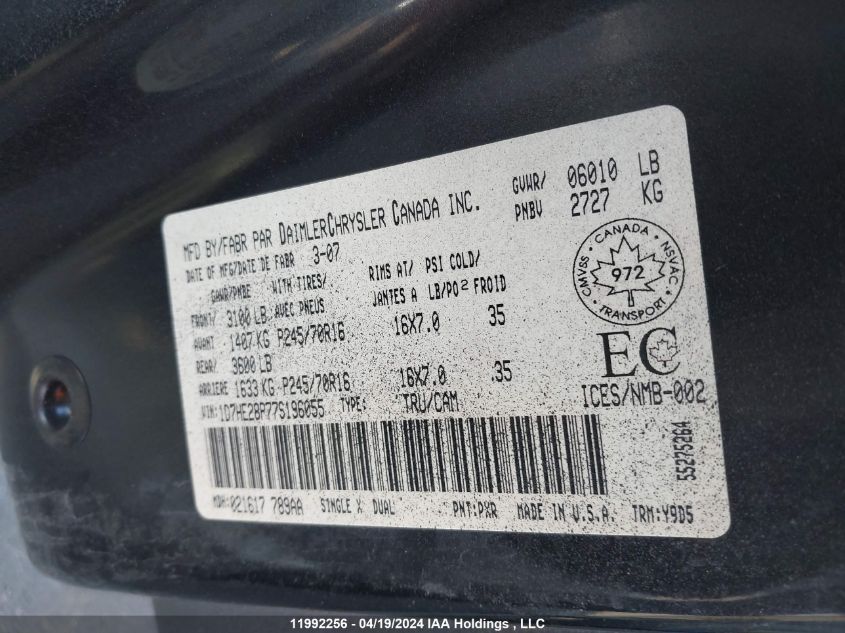 MFD BY/FABR PAR DAIMLERCHRYSLER CANADA INC.
GVWR/ 06010 LB
PNBV 2727 KG
DATE OF MFG/DATE DE FABR 3-07
GAWR/PNBE WITH TIRES/ RIMS AT/ PSI COLD/
AVEC PNEUS JANTES A LB/PO² FROID
FRONT/ 3100 LB
AVANT 1407 KG P245/70R16 16X7.0 35
REAR/ 3600 LB
ARRIERE 1633 KG P245/70R16 16X7.0 35
VIN: 1D7HE28P77S196055 TYPE: TRU/CAM
CANADA
CMVSS 972 NSVAC
TRANSPORT
EC
ICES/NMB-002
55275264
MDH:021617 789AA SINGLE X DUAL PNT:PXR MADE IN U.S.A. TRM:Y9D5
11992256 - 04/19/2024 IAA Holdings , LLC